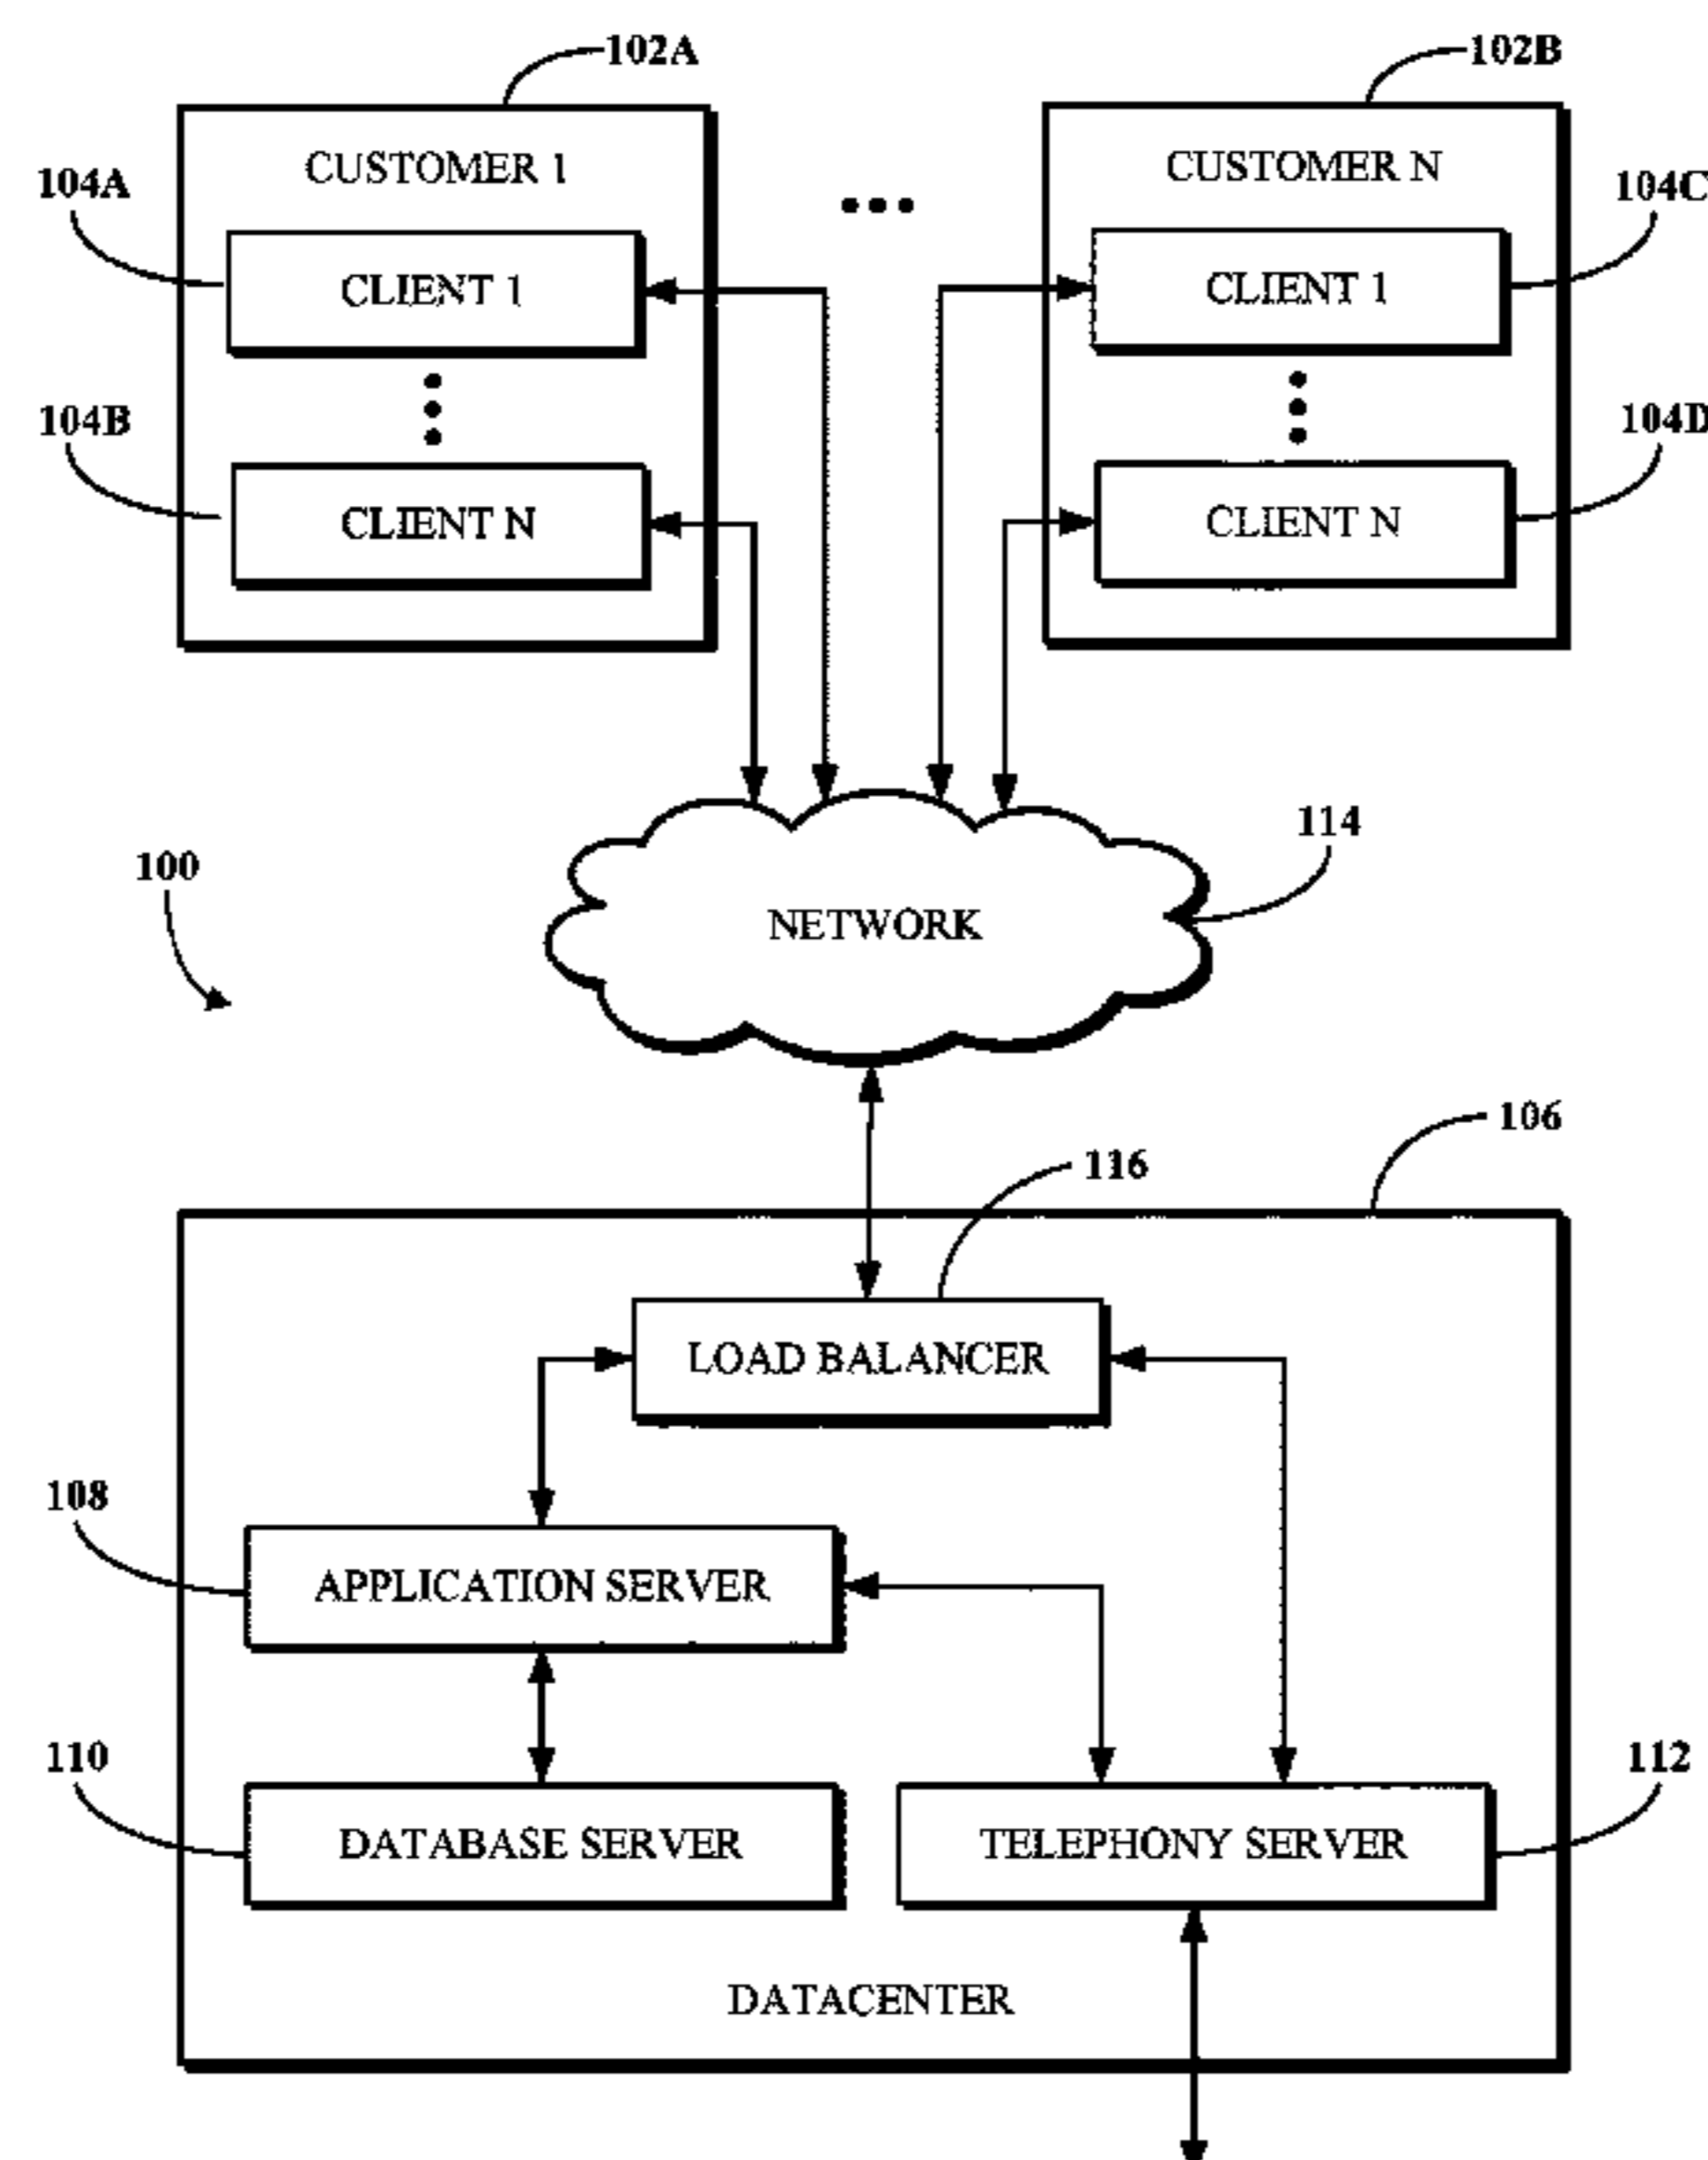 102A
102B
CUSTOMER 1
CUSTOMER N
104A
104C
CLIENT 1
CLIENT 1
104B
104D
CLIENT N
CLIENT N
114
100
NETWORK
106
116
LOAD BALANCER
108
APPLICATION SERVER
110
112
DATABASE SERVER
TELEPHONY SERVER
DATACENTER